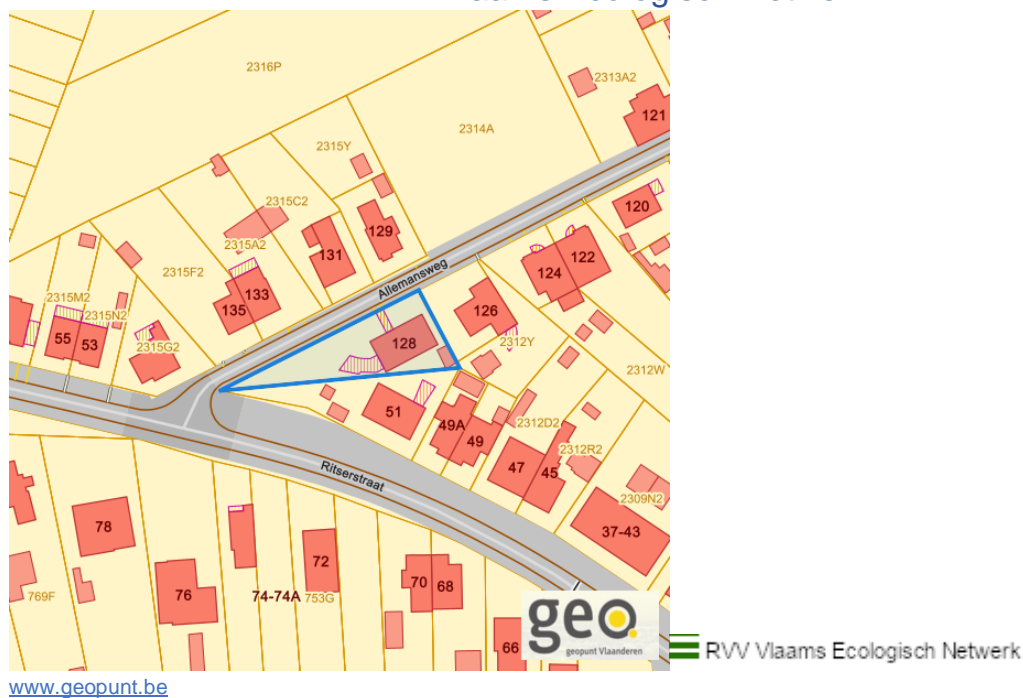 2316P
2313A2
121
2314A
2315Y
2315C2
120
129
2315A2
131
122
124
2315F2
Allemansweg
133
2315M2
135
126
2315N2
55
53
2315G2
128
2312Y
2312W
51
49A
49
2312D2
2312R2
47
45
Ritserstraat
2309N2
78
37-43
72
70
68
769F
76
74-74A
753G
geo
geopunt Vlaanderen
66
RVV Vlaams Ecologisch Netwerk
www.geopunt.be